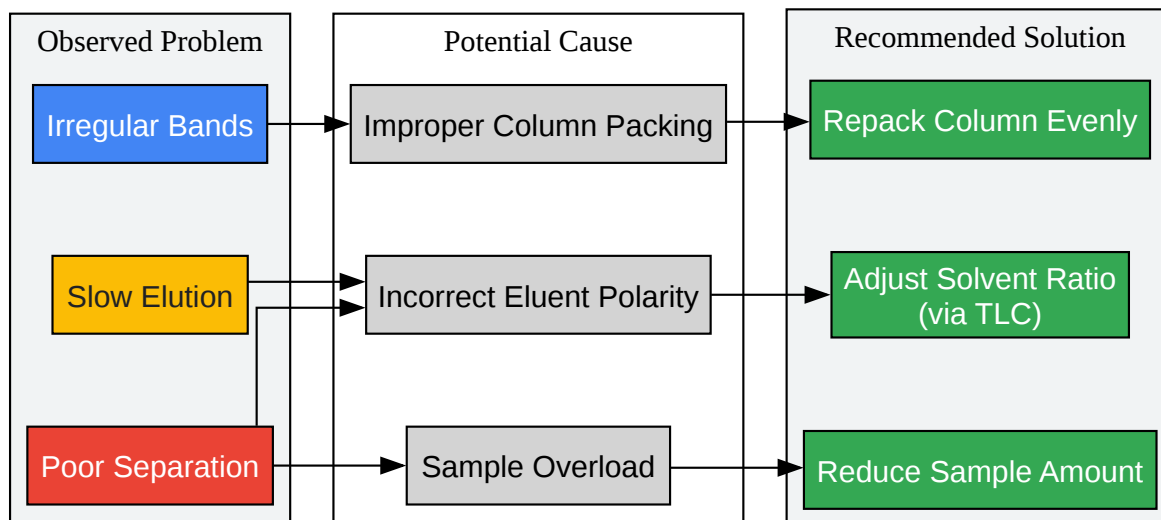 Observed Problem
Potential Cause
Recommended Solution
Irregular Bands
Improper Column Packing
Repack Column Evenly
Slow Elution
Incorrect Eluent Polarity
Adjust Solvent Ratio
(via TLC)
Poor Separation
Sample Overload
Reduce Sample Amount